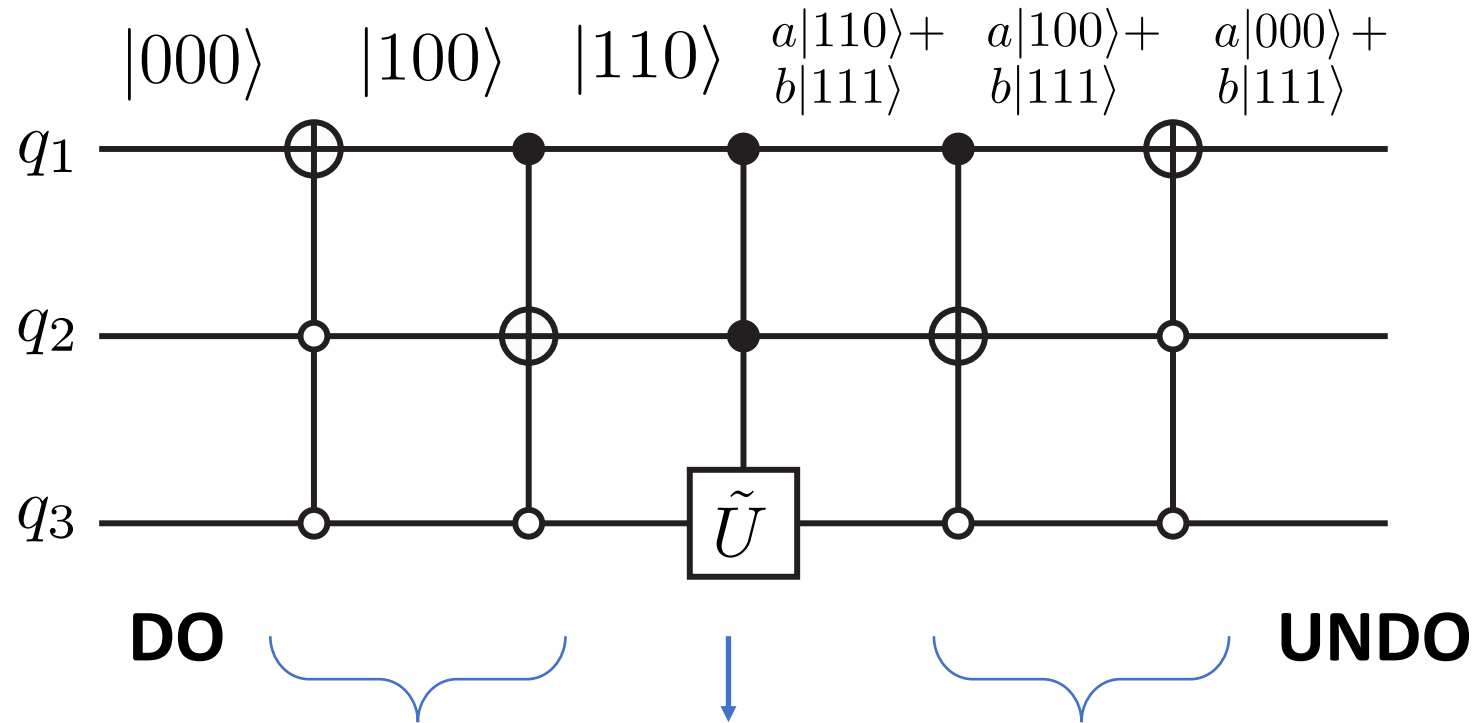 |000⟩ |100⟩ |110⟩ a|110⟩+ a|100⟩+ a|000⟩+
b|111⟩ b|111⟩ b|111⟩
q₁
q₂
q₃ Ũ
DO UNDO